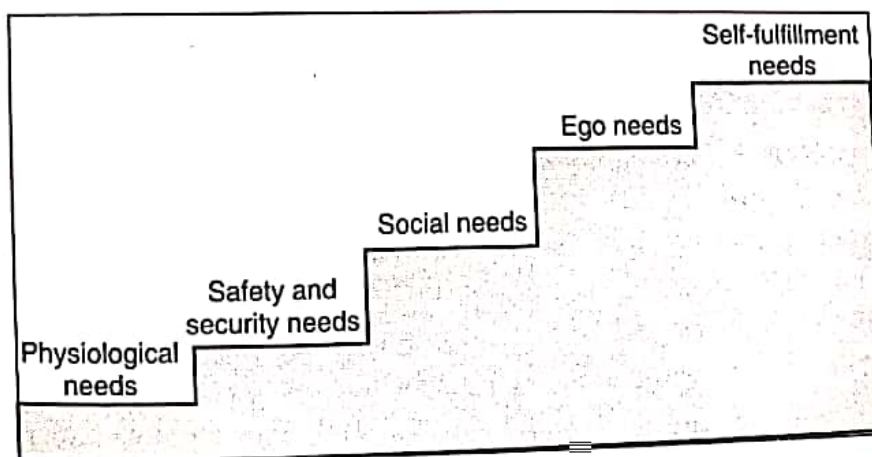 Self-fulfillment
needs
Ego needs
Social needs
Safety and
security needs
Physiological
needs